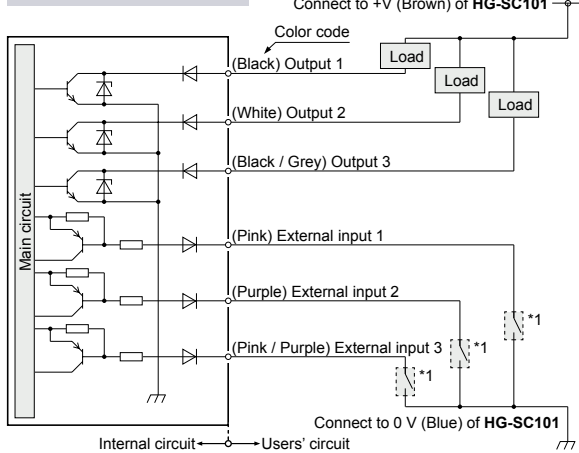 Connect to +V (Brown) of HG-SC101
Color code
(Black) Output 1
Load
Load
Load
(White) Output 2
(Black / Grey) Output 3
Main circuit
(Pink) External input 1
(Purple) External input 2
*1
(Pink / Purple) External input 3
*1
*1
Connect to 0 V (Blue) of HG-SC101
Internal circuit
Users' circuit